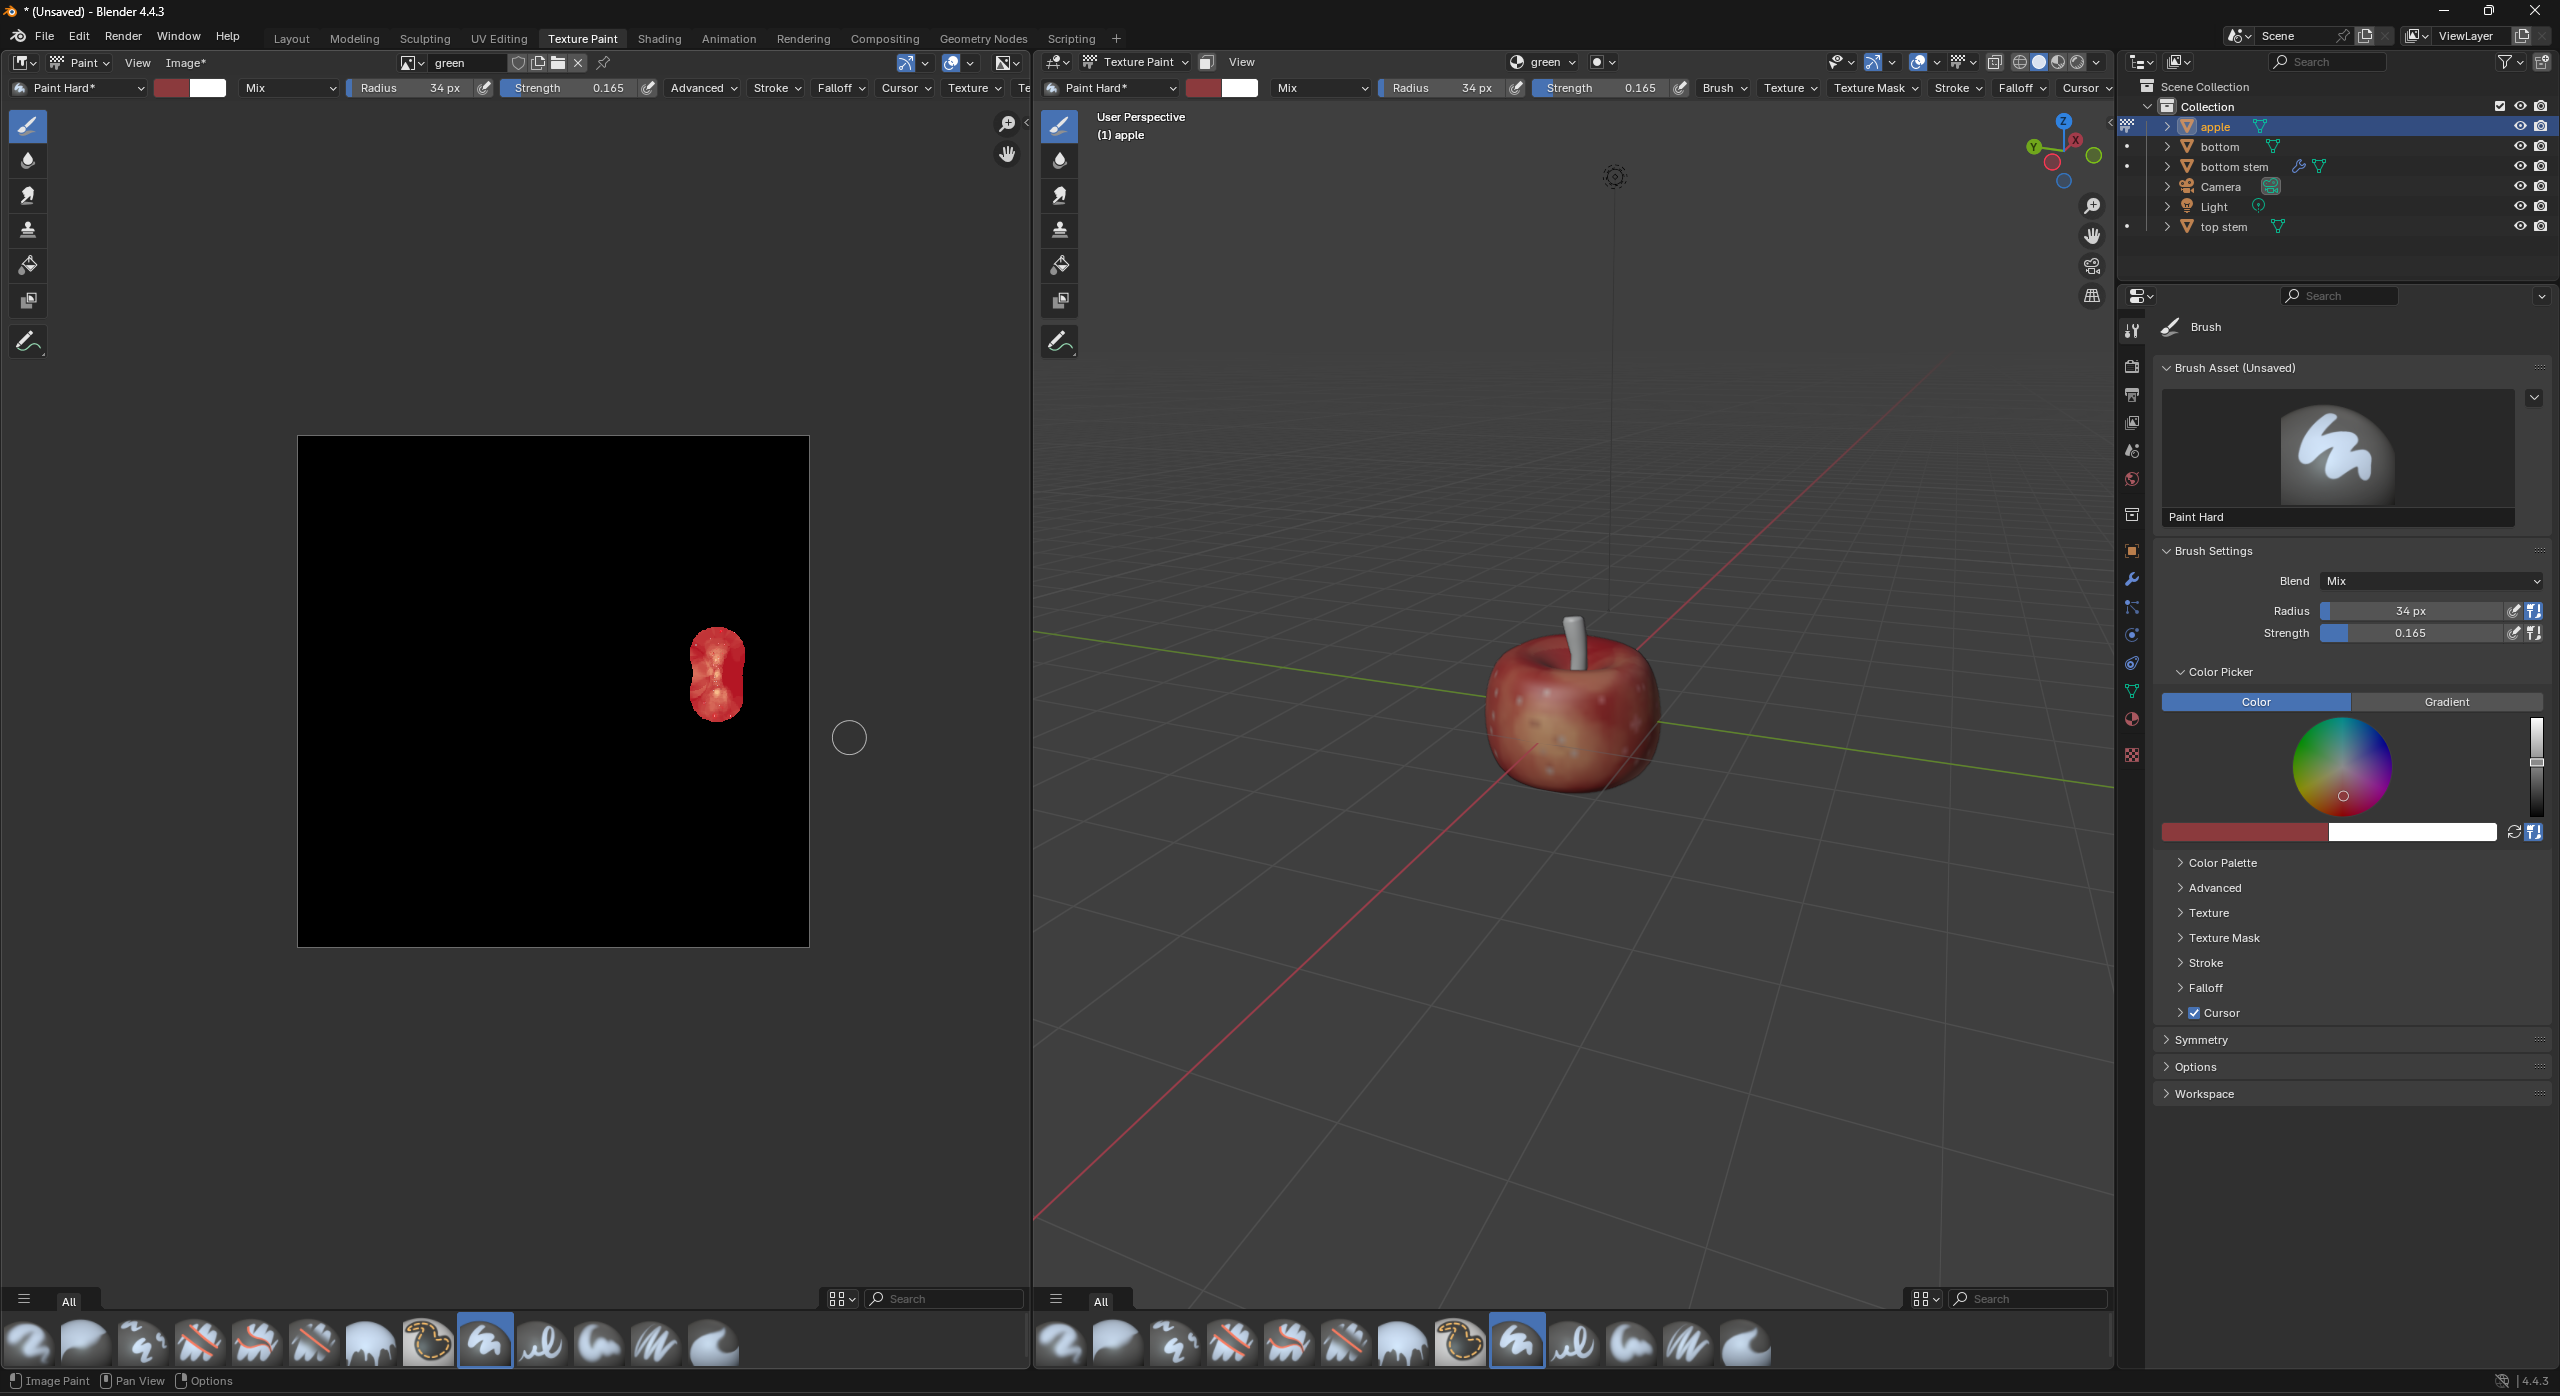 * (Unsaved) - Blender 4.4.3
File Edit Render Window Help Layout Modeling Sculpting UV Editing Texture Paint Shading Animation Rendering Compositing Geometry Nodes Scripting + Scene ViewLayer
Paint View Image* green
Paint Hard* Mix Radius 34 px Strength 0.165 Advanced Stroke Falloff Cursor Texture Te
Texture Paint View green
Paint Hard* Mix Radius 34 px Strength 0.165 Brush Texture Texture Mask Stroke Falloff Cursor
User Perspective
(1) apple
Z
Y
X
Search
Scene Collection
Collection
apple
bottom
bottom stem
Camera
Light
top stem
Search
Brush
Brush Asset (Unsaved)
Paint Hard
Brush Settings
Blend Mix
Radius 34 px
Strength 0.165
Color Picker
Color Gradient
Color Palette
Advanced
Texture
Texture Mask
Stroke
Falloff
Cursor
Symmetry
Options
Workspace
All Search
All Search
Image Paint Pan View Options
4.4.3